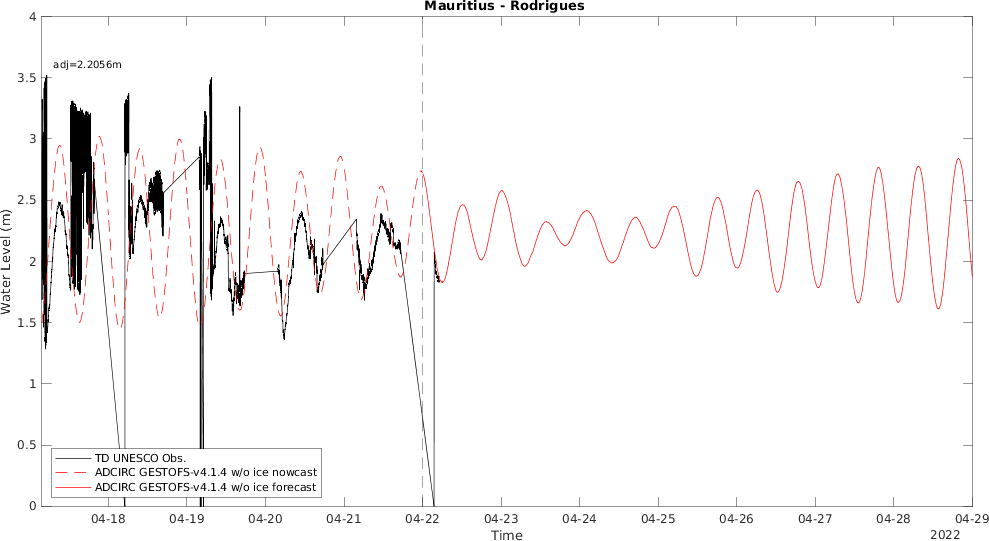 Mauritius - Rodrigues
adj=2.2056m
4
3.5
3
2.5
2
1.5
1
0.5
0
Water Level (m)
TD UNESCO Obs.
ADCIRC GESTOFS-v4.1.4 w/o ice nowcast
ADCIRC GESTOFS-v4.1.4 w/o ice forecast
04-18 04-19 04-20 04-21 04-22 04-23 04-24 04-25 04-26 04-27 04-28 04-29
Time
2022